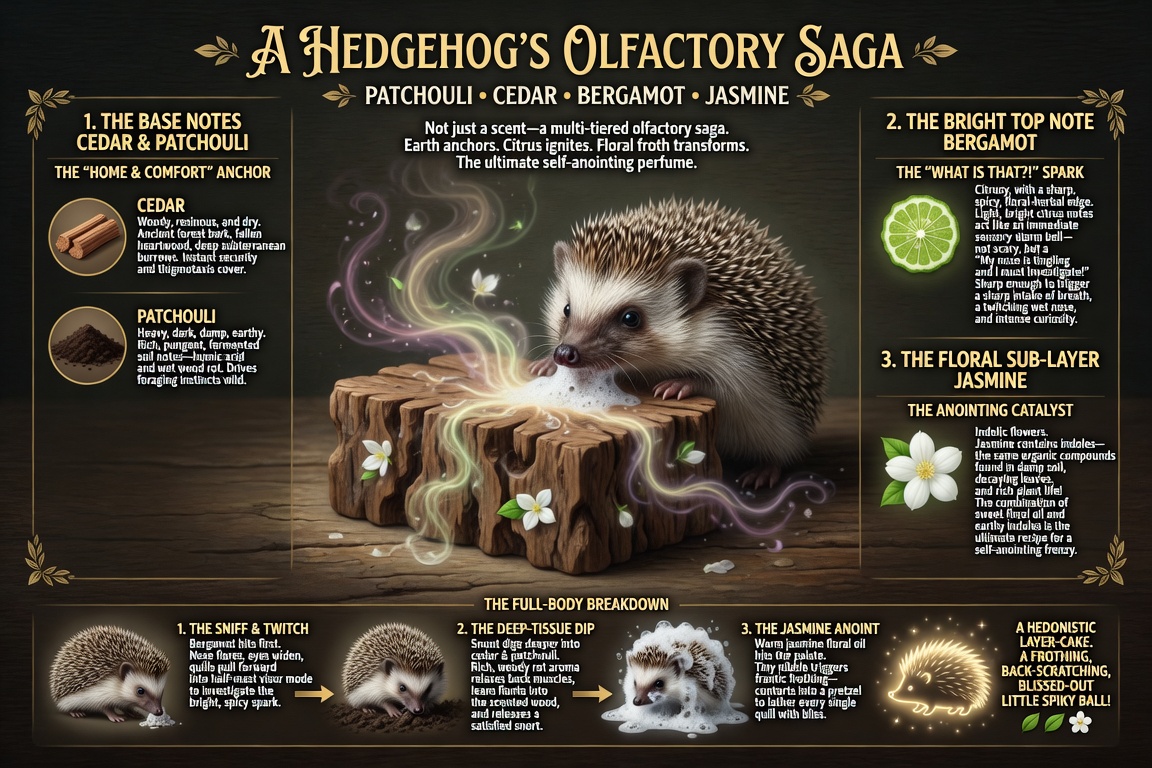 A HEDGEHOG'S OLFACTORY SAGA
PATCHOULI • CEDAR • BERGAMOT • JASMINE
Not just a scent—a multi-tiered olfactory saga.
Earth anchors. Citrus ignites. Floral froth transforms.
The ultimate self-anointing perfume.
1. THE BASE NOTES
CEDAR & PATCHOULI
THE "HOME & COMFORT" ANCHOR
CEDAR
Woody, resinous, and dry.
Ancient forest bark, fallen
heartwood, deep subterranean
burrows. Instant security
and thigmotaxis cover.
PATCHOULI
Heavy, dark, damp, earthy.
Rich, pungent, fermented
soil notes—humic acid
and wet wood rot. Drives
foraging instincts wild.
2. THE BRIGHT TOP NOTE
BERGAMOT
THE "WHAT IS THAT?!" SPARK
Citrusy, with a sharp,
spicy, floral-herbal edge.
Light, bright citrus notes
act like an immediate
sensory alarm bell—
not scary, but a
"My nose is tingling
and I must investigate!"
Sharp enough to trigger
a sharp intake of breath,
a twitching wet nose,
and intense curiosity.
3. THE FLORAL SUB-LAYER
JASMINE
THE ANOINTING CATALYST
Indolic flowers.
Jasmine contains indoles—
the same organic compounds
found in damp soil,
decaying leaves,
and rich plant life!
The combination of
sweet floral oil and
earthy indoles is the
ultimate recipe for a
self-anointing frenzy.
THE FULL-BODY BREAKDOWN
1. THE SNIFF & TWITCH
Bergamot hits first.
Nose flares, eyes widen,
quills pull forward
into half-mast visor mode
to investigate the
bright, spicy spark.
2. THE DEEP-TISSUE DIP
Snout digs deeper into
cedar & patchouli.
Rich, woody rot aroma
relaxes back muscles,
leans flank into
the scented wood,
and releases a
satisfied snort.
3. THE JASMINE ANOINT
Warm jasmine floral oil
hits the palate.
Tiny nibble triggers
frantic frothing—
contorts into a pretzel
to lather every single
quill with bliss.
A HEDONISTIC
LAYER-CAKE.
A FROTHING,
BACK-SCRATCHING,
BLISSED-OUT
LITTLE SPIKY BALL!